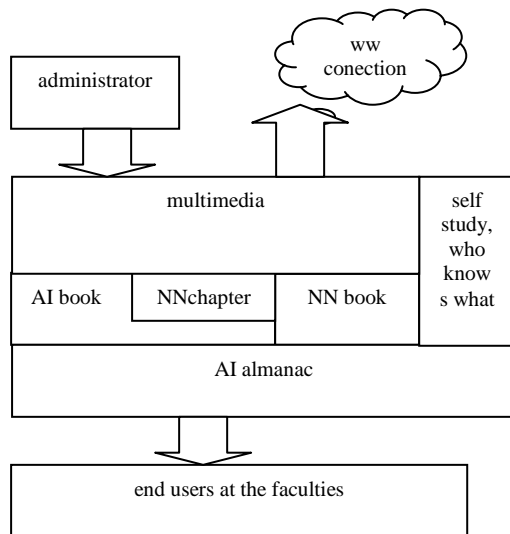 ww
conection
administrator
multimedia
self
study,
who
know
s what
AI book
NNchapter
NN book
AI almanac
end users at the faculties